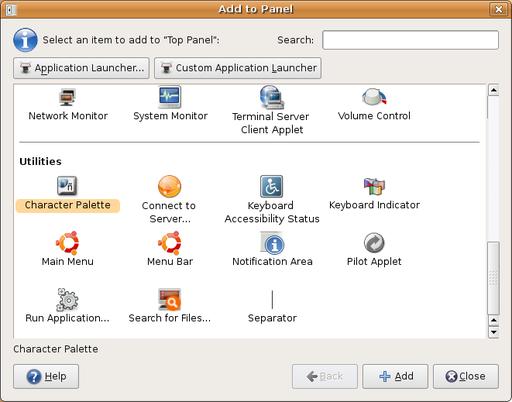 Add to Panel
Select an item to add to "Top Panel":
Search:
Application Launcher...
Custom Application Launcher
Network Monitor
System Monitor
Terminal Server
Client Applet
Volume Control
Utilities
Character Palette
Connect to
Server...
Keyboard
Accessibility Status
Keyboard Indicator
Main Menu
Menu Bar
Notification Area
Pilot Applet
Run Application...
Search for Files...
Separator
Character Palette
Help
Back
Add
Close